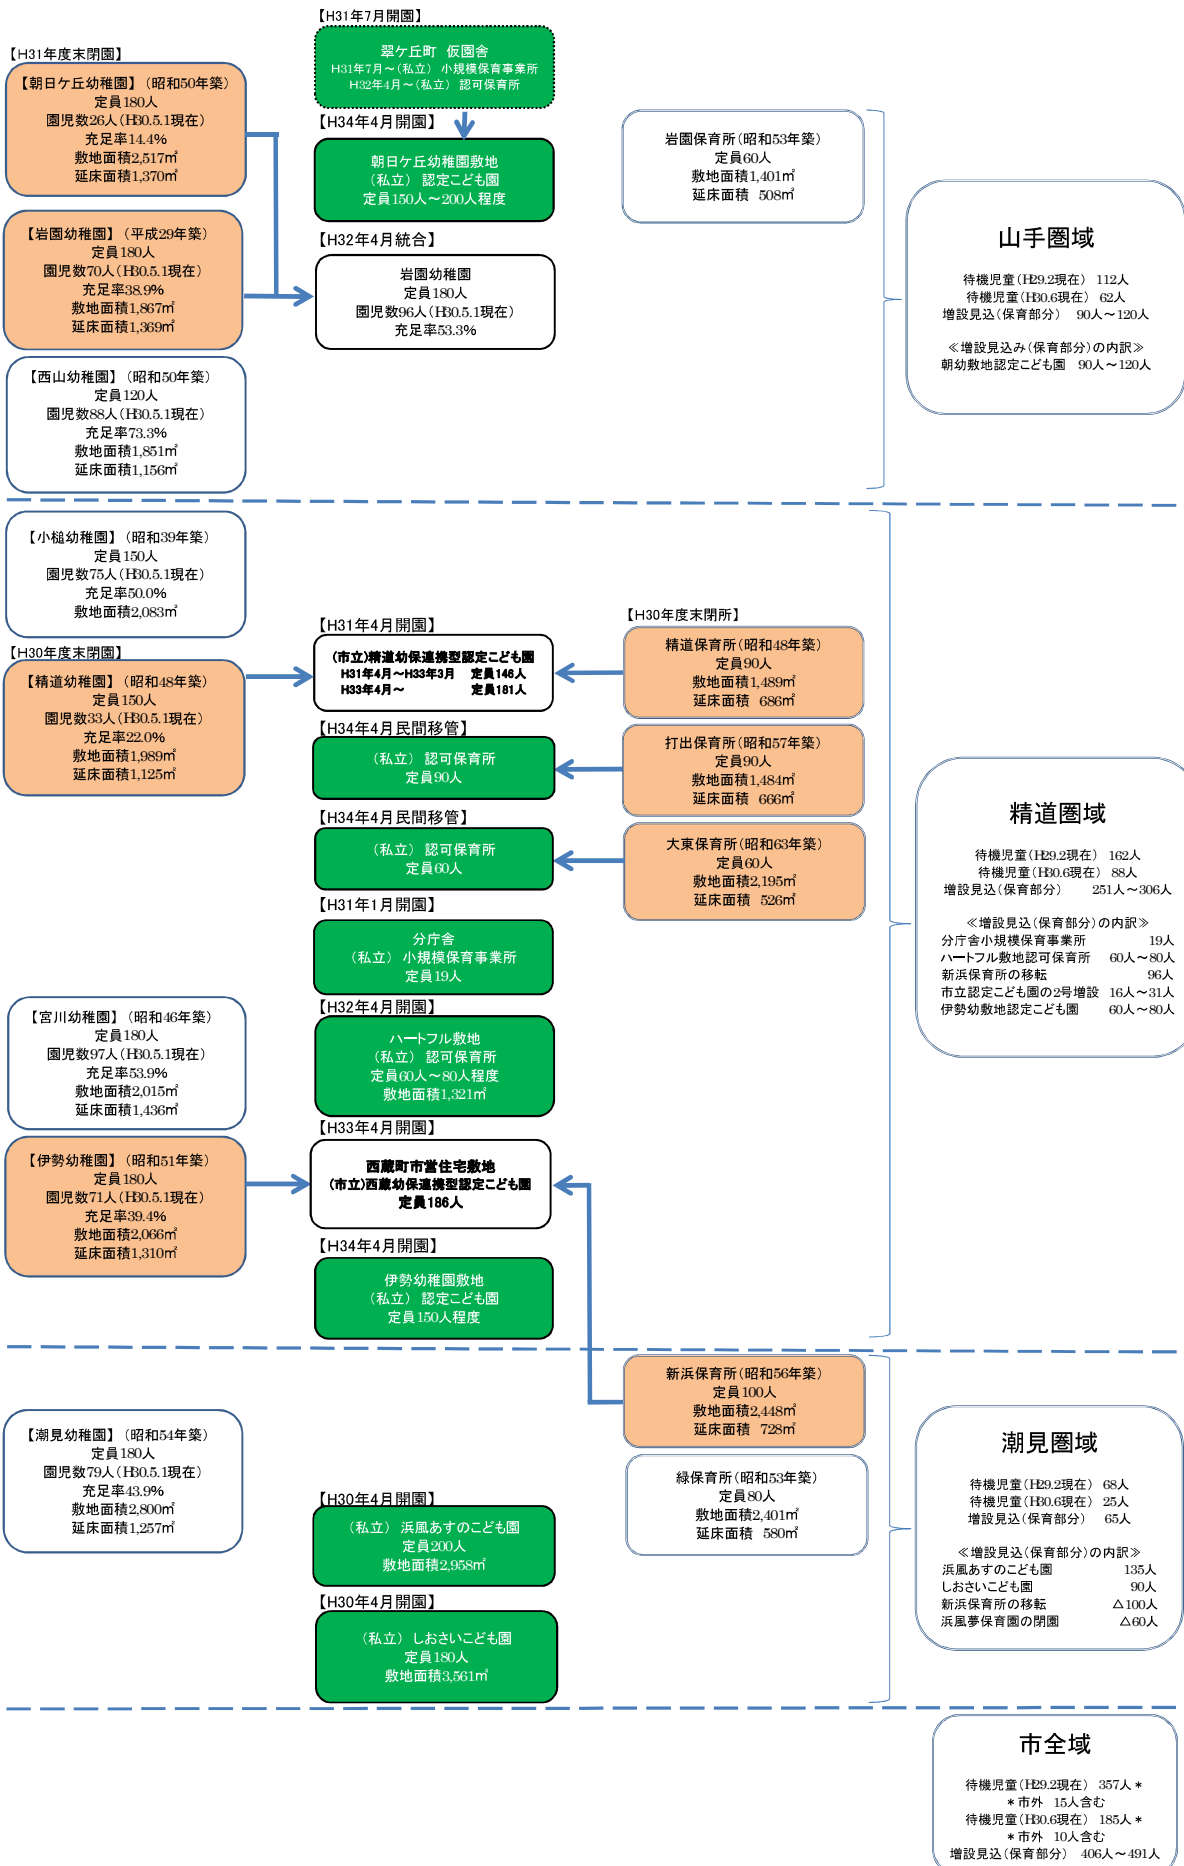 【H31年7月開園】
翠ケ丘町 仮園舎
H31年7月～（私立） 小規模保育事業所
H32年4月～（私立） 認可保育所
【H31年度末閉園】
【朝日ケ丘幼稚園】（昭和50年築）
定員180人
園児数26人（H30.5.1現在）
充足率14.4%
敷地面積2,517㎡
延床面積1,370㎡
【H34年4月開園】
朝日ケ丘幼稚園敷地
（私立） 認定こども園
定員150人～200人程度
岩園保育所（昭和53年築）
定員60人
敷地面積1,401㎡
延床面積 508㎡
【岩園幼稚園】（平成29年築）
定員180人
園児数70人（H30.5.1現在）
充足率38.9%
敷地面積1,867㎡
延床面積1,369㎡
【H32年4月統合】
岩園幼稚園
定員180人
園児数96人（H30.5.1現在）
充足率53.3%
山手圏域
待機児童（H29.2現在） 112人
待機児童（H30.6現在） 62人
増設見込（保育部分） 90人～120人
≪増設見込み（保育部分）の内訳≫
朝幼敷地認定こども園 90人～120人
【西山幼稚園】（昭和50年築）
定員120人
園児数88人（H30.5.1現在）
充足率73.3%
敷地面積1,851㎡
延床面積1,156㎡
【小槌幼稚園】（昭和39年築）
定員150人
園児数75人（H30.5.1現在）
充足率50.0%
敷地面積2,083㎡
【H30年度末閉園】
【精道幼稚園】（昭和48年築）
定員150人
園児数33人（H30.5.1現在）
充足率22.0%
敷地面積1,989㎡
延床面積1,125㎡
【H31年4月開園】
（市立）精道幼保連携型認定こども園
H31年4月～H33年3月 定員146人
H33年4月～ 定員181人
【H30年度末閉所】
精道保育所（昭和48年築）
定員90人
敷地面積1,489㎡
延床面積 686㎡
【H34年4月民間移管】
（私立） 認可保育所
定員90人
打出保育所（昭和57年築）
定員90人
敷地面積1,484㎡
延床面積 666㎡
【H34年4月民間移管】
（私立） 認可保育所
定員60人
大東保育所（昭和63年築）
定員60人
敷地面積2,195㎡
延床面積 526㎡
【H31年1月開園】
分庁舎
（私立） 小規模保育事業所
定員19人
精道圏域
待機児童（H29.2現在） 162人
待機児童（H30.6現在） 88人
増設見込（保育部分） 251人～306人
≪増設見込（保育部分）の内訳≫
分庁舎小規模保育事業所 19人
ハートフル敷地認可保育所 60人～80人
新浜保育所の移転 96人
市立認定こども園の2号増設 16人～31人
伊勢幼敷地認定こども園 60人～80人
【宮川幼稚園】（昭和46年築）
定員180人
園児数97人（H30.5.1現在）
充足率53.9%
敷地面積2,015㎡
延床面積1,436㎡
【H32年4月開園】
ハートフル敷地
（私立） 認可保育所
定員60人～80人程度
敷地面積1,321㎡
【伊勢幼稚園】（昭和51年築）
定員180人
園児数71人（H30.5.1現在）
充足率39.4%
敷地面積2,066㎡
延床面積1,310㎡
【H33年4月開園】
西蔵町市営住宅敷地
（市立）西蔵幼保連携型認定こども園
定員186人
【H34年4月開園】
伊勢幼稚園敷地
（私立） 認定こども園
定員150人程度
新浜保育所（昭和56年築）
定員100人
敷地面積2,448㎡
延床面積 728㎡
【潮見幼稚園】（昭和54年築）
定員180人
園児数79人（H30.5.1現在）
充足率43.9%
敷地面積2,800㎡
延床面積1,257㎡
緑保育所（昭和53年築）
定員80人
敷地面積2,401㎡
延床面積 580㎡
【H30年4月開園】
（私立） 浜風あすのこども園
定員200人
敷地面積2,958㎡
【H30年4月開園】
（私立） しおさいこども園
定員180人
敷地面積3,561㎡
潮見圏域
待機児童（H29.2現在） 68人
待機児童（H30.6現在） 25人
増設見込（保育部分） 65人
≪増設見込（保育部分）の内訳≫
浜風あすのこども園 135人
しおさいこども園 90人
新浜保育所の移転 △100人
浜風夢保育園の閉園 △60人
市全域
待機児童（H29.2現在） 357人＊
＊市外 15人含む
待機児童（H30.6現在） 185人＊
＊市外 10人含む
増設見込（保育部分） 406人～491人